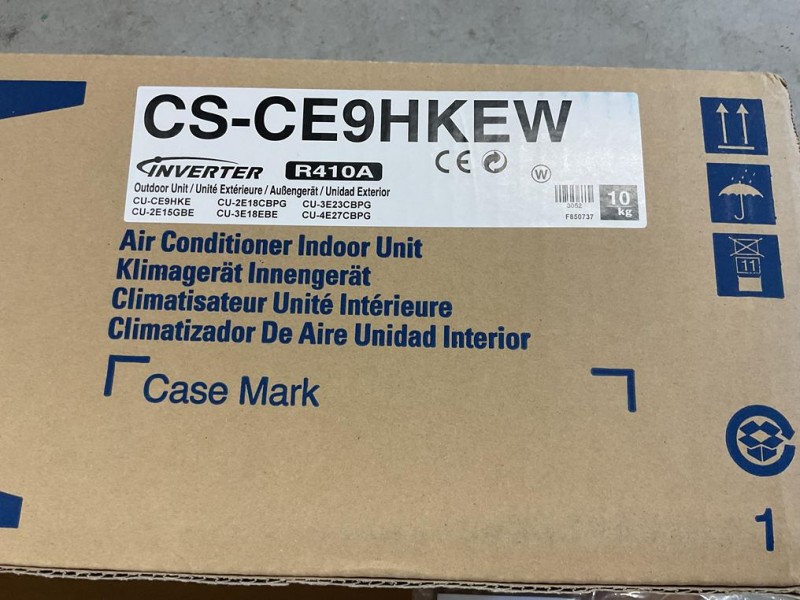 CS-CE9HKEW
INVERTER R410A
Outdoor Unit / Unité Extérieure / Außengerät / Unidad Exterior
CU-CE9HKE CU-2E18CBPG CU-3E23CBPG
CU-2E15GBE CU-3E18EBE CU-4E27CBPG
CE
W
3052
F850737
10
kg
Air Conditioner Indoor Unit
Klimagerät Innengerät
Climatisateur Unité Intérieure
Climatizador De Aire Unidad Interior
Case Mark
11
1